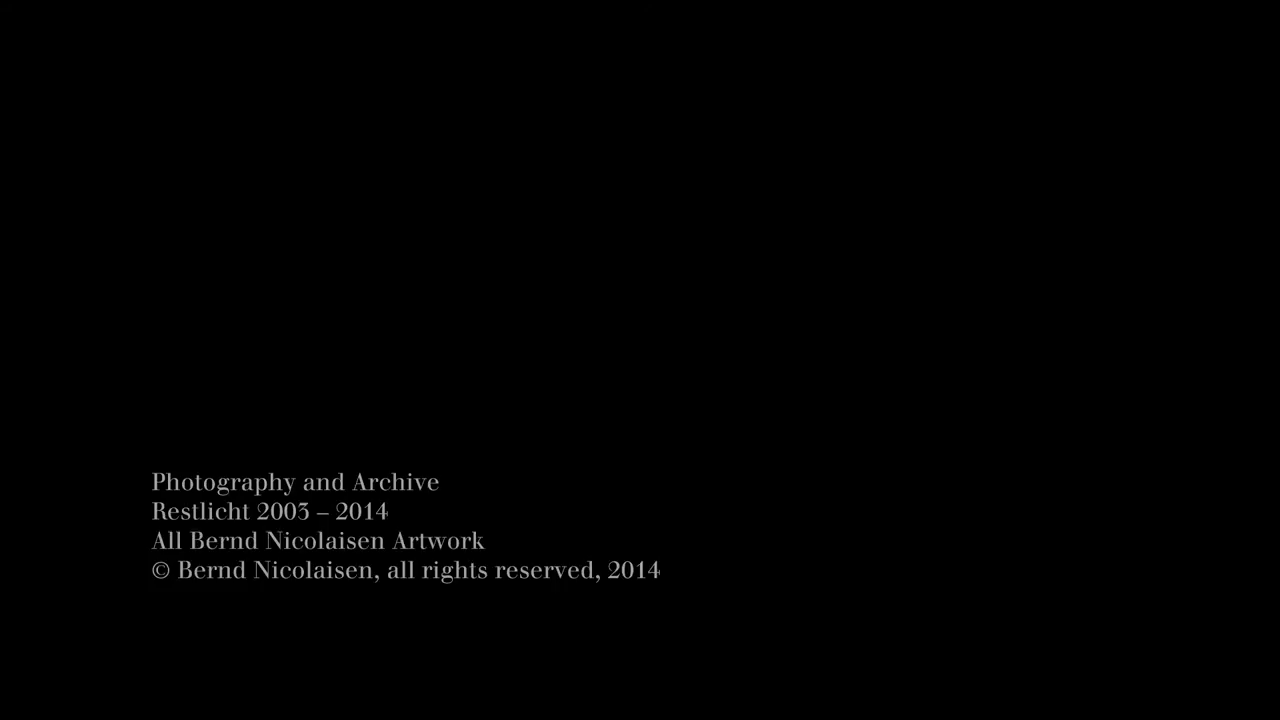 Photography and Archive
Restlicht 2003 – 2014
All Bernd Nicolaisen Artwork
© Bernd Nicolaisen, all rights reserved, 2014